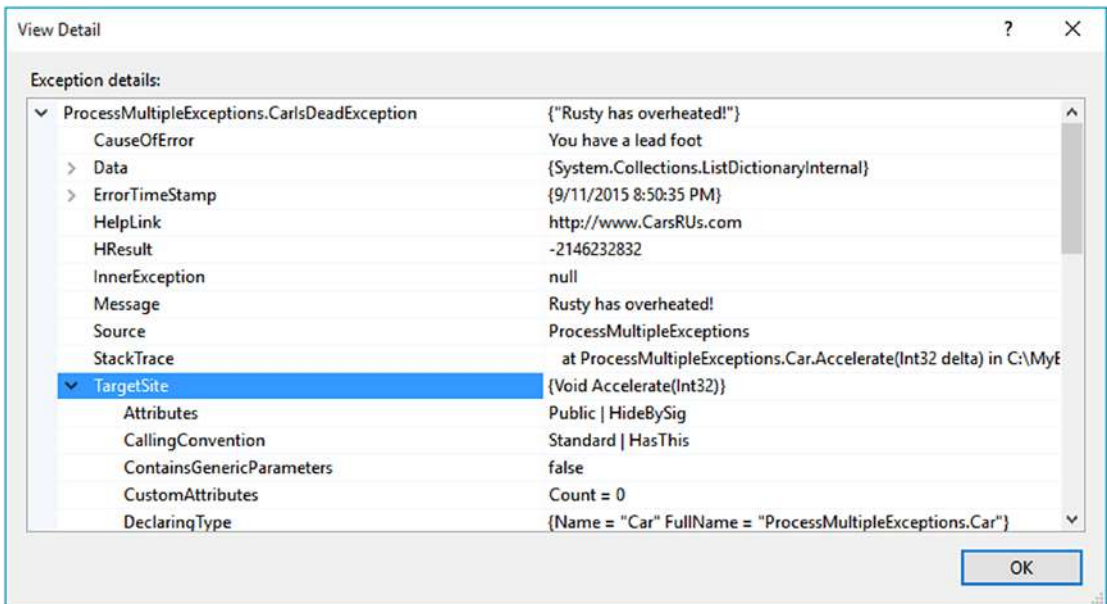 View Detail ? ×
Exception details:
ProcessMultipleExceptions.CarIsDeadException {"Rusty has overheated!"}
CauseOfError You have a lead foot
Data {System.Collections.ListDictionaryInternal}
ErrorTimeStamp {9/11/2015 8:50:35 PM}
HelpLink http://www.CarsRUs.com
HResult -2146232832
InnerException null
Message Rusty has overheated!
Source ProcessMultipleExceptions
StackTrace at ProcessMultipleExceptions.Car.Accelerate(Int32 delta) in C:\MyB
TargetSite {Void Accelerate(Int32)}
Attributes Public | HideBySig
CallingConvention Standard | HasThis
ContainsGenericParameters false
CustomAttributes Count = 0
DeclaringType {Name = "Car" FullName = "ProcessMultipleExceptions.Car"}
OK